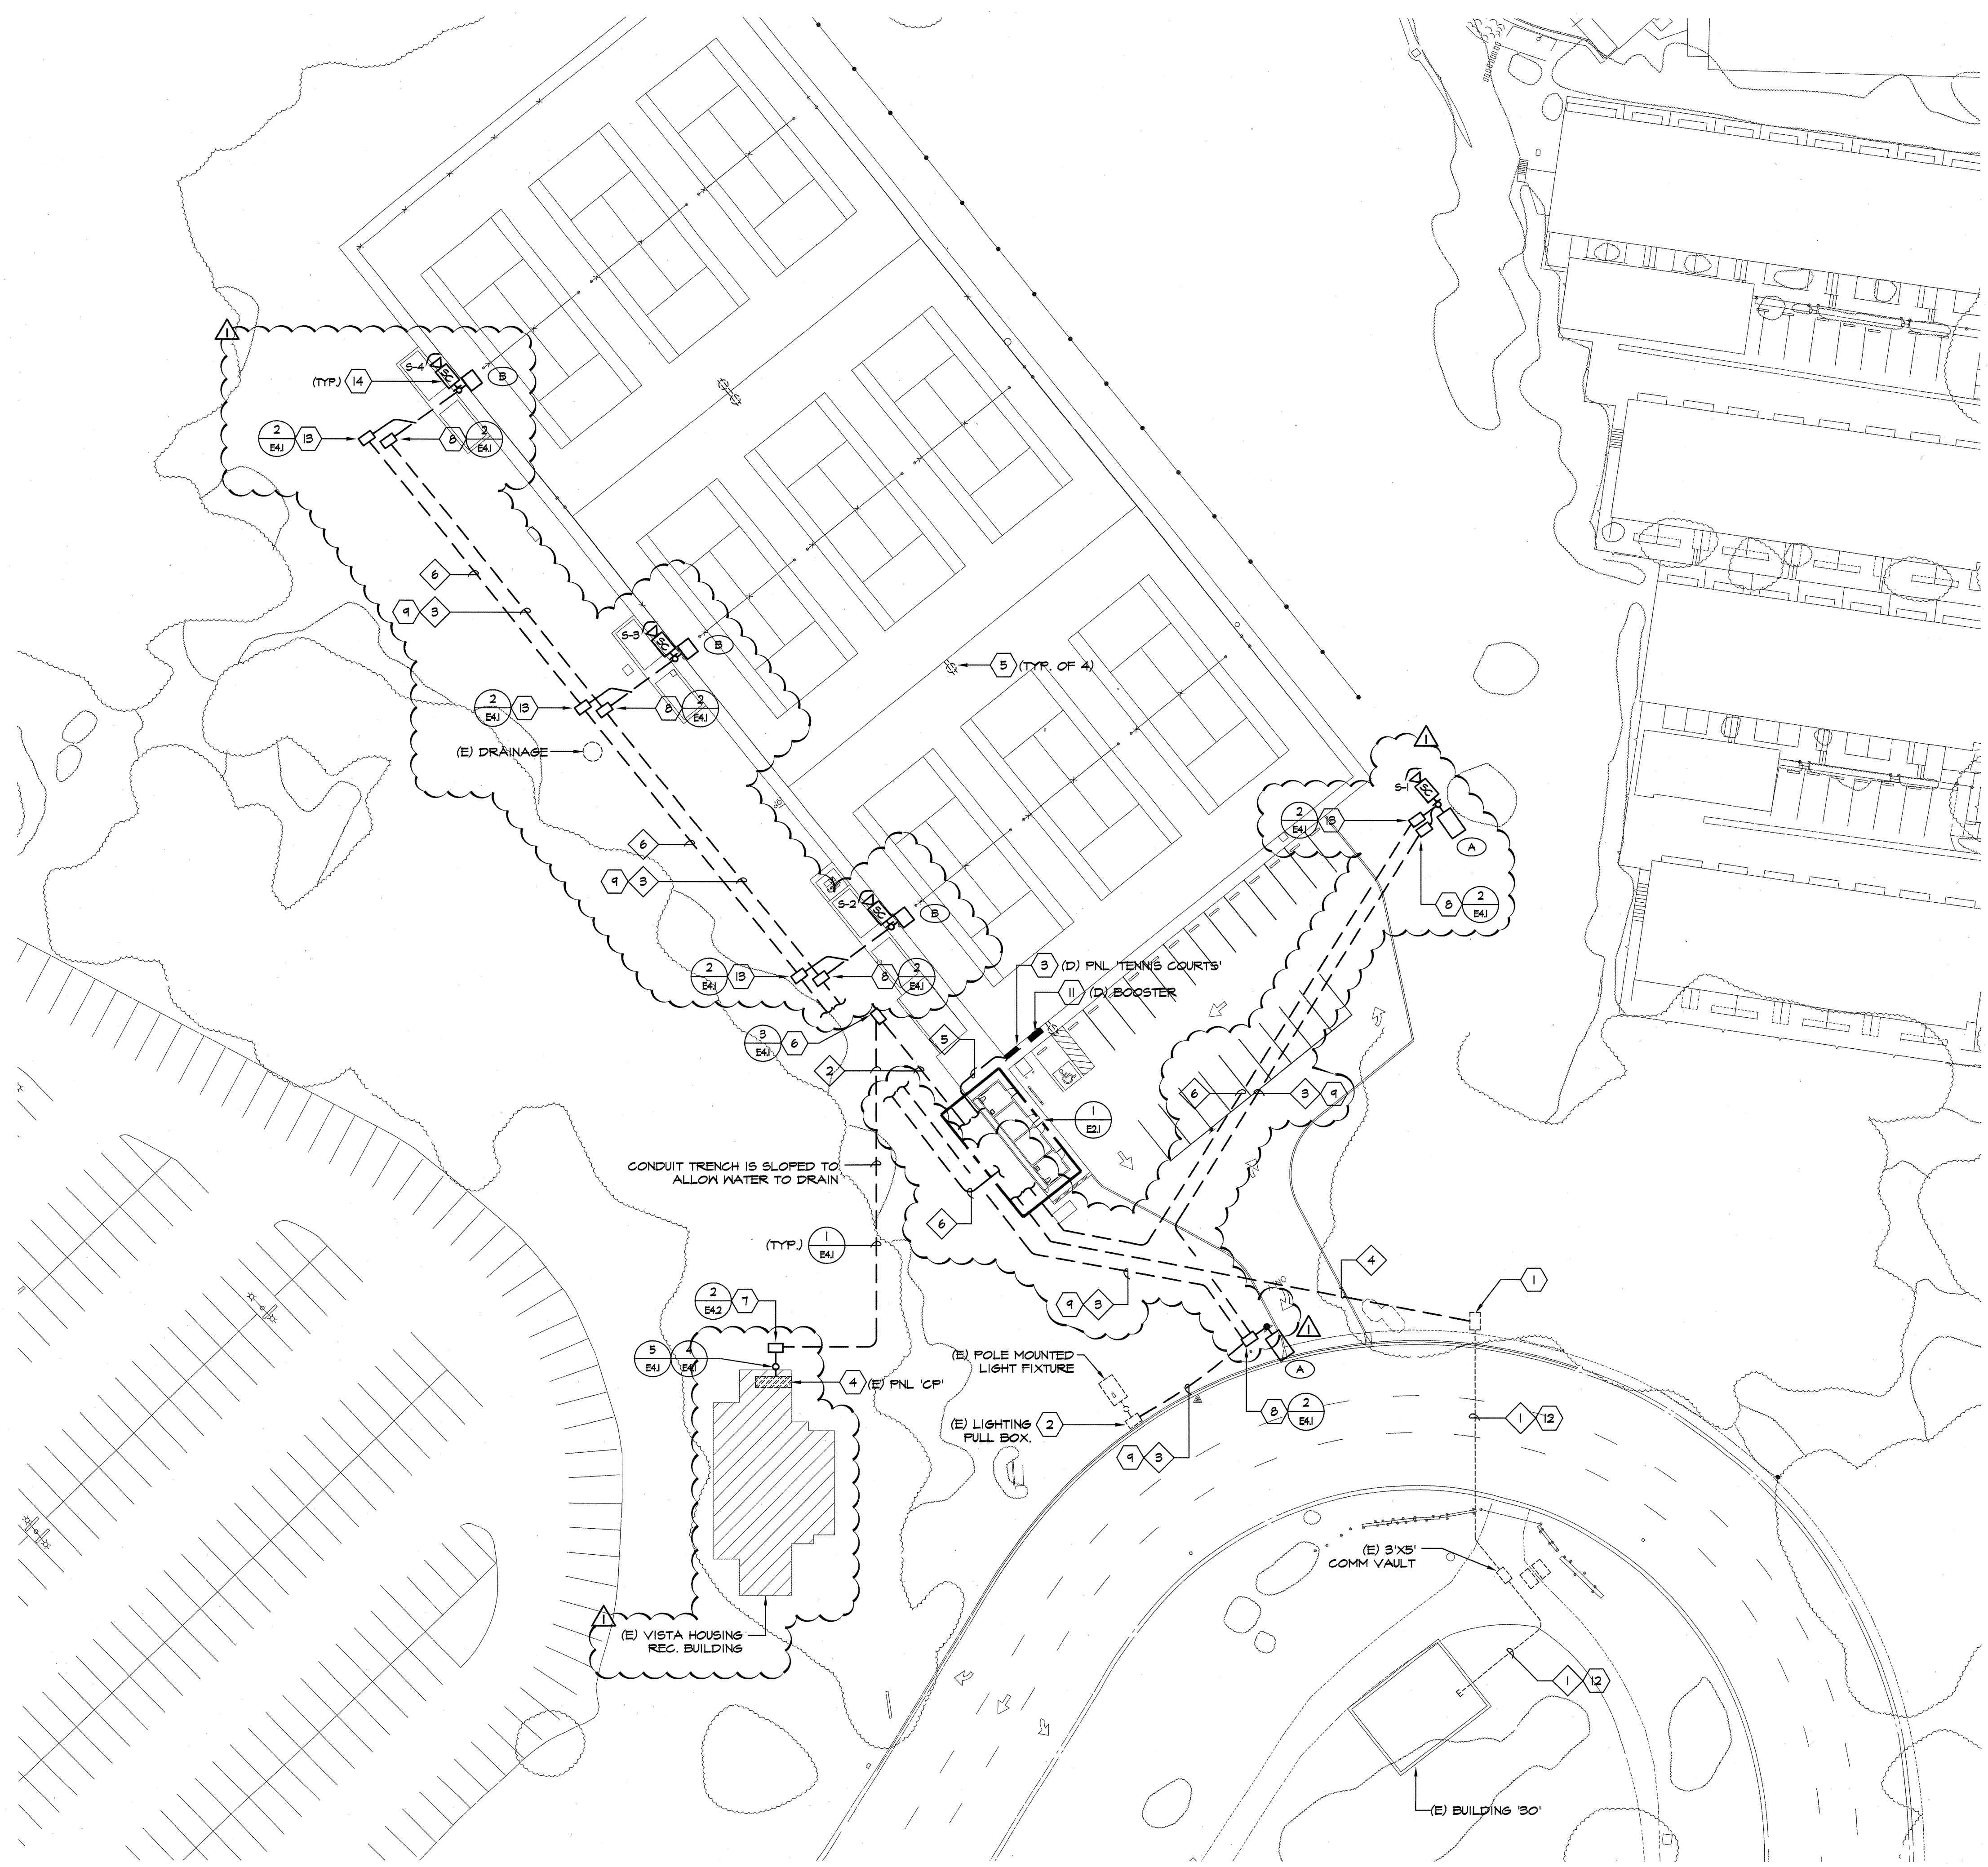 1
S-4
(TYP.) 14
B
2
E4.1
13
8
2
E4.1
6
9 3
S-3
B
5 (TYP. OF 4)
2
E4.1
13
8
2
E4.1
(E) DRAINAGE
1
S-1
SC
2
E4.1
13
A
6
9 3
8
2
E4.1
S-2
SC
B
3 (D) PNL 'TENNIS COURTS'
2
E4.1
13
8
2
E4.1
11 (D) BOOSTER
3
E4.1
6
5
2
6
3 9
1
E2.1
CONDUIT TRENCH IS SLOPED TO
ALLOW WATER TO DRAIN
6
(TYP.)
1
E4.1
4
1
2
E4.2
7
9 3
1
5
E4.1
4
E4.1
(E) POLE MOUNTED
LIGHT FIXTURE
A
4 (E) PNL 'CP'
(E) LIGHTING
PULL BOX.
2
8
2
E4.1
1 12
9 3
(E) 3'X5'
COMM VAULT
1
(E) VISTA HOUSING
REC. BUILDING
1 12
E
(E) BUILDING '30'